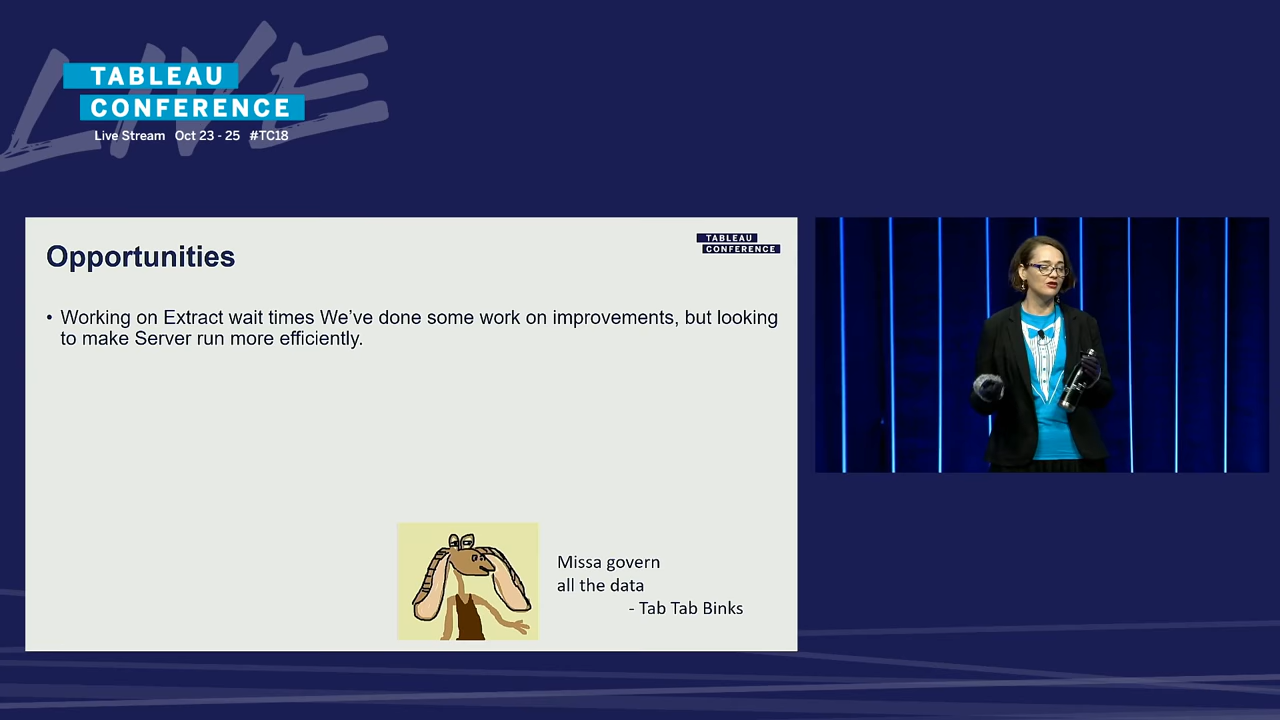 LIVE
TABLEAU
CONFERENCE
Live Stream Oct 23 - 25 #TC18
Opportunities
TABLEAU
CONFERENCE
• Working on Extract wait times We’ve done some work on improvements, but looking
to make Server run more efficiently.
Missa govern
all the data
- Tab Tab Binks